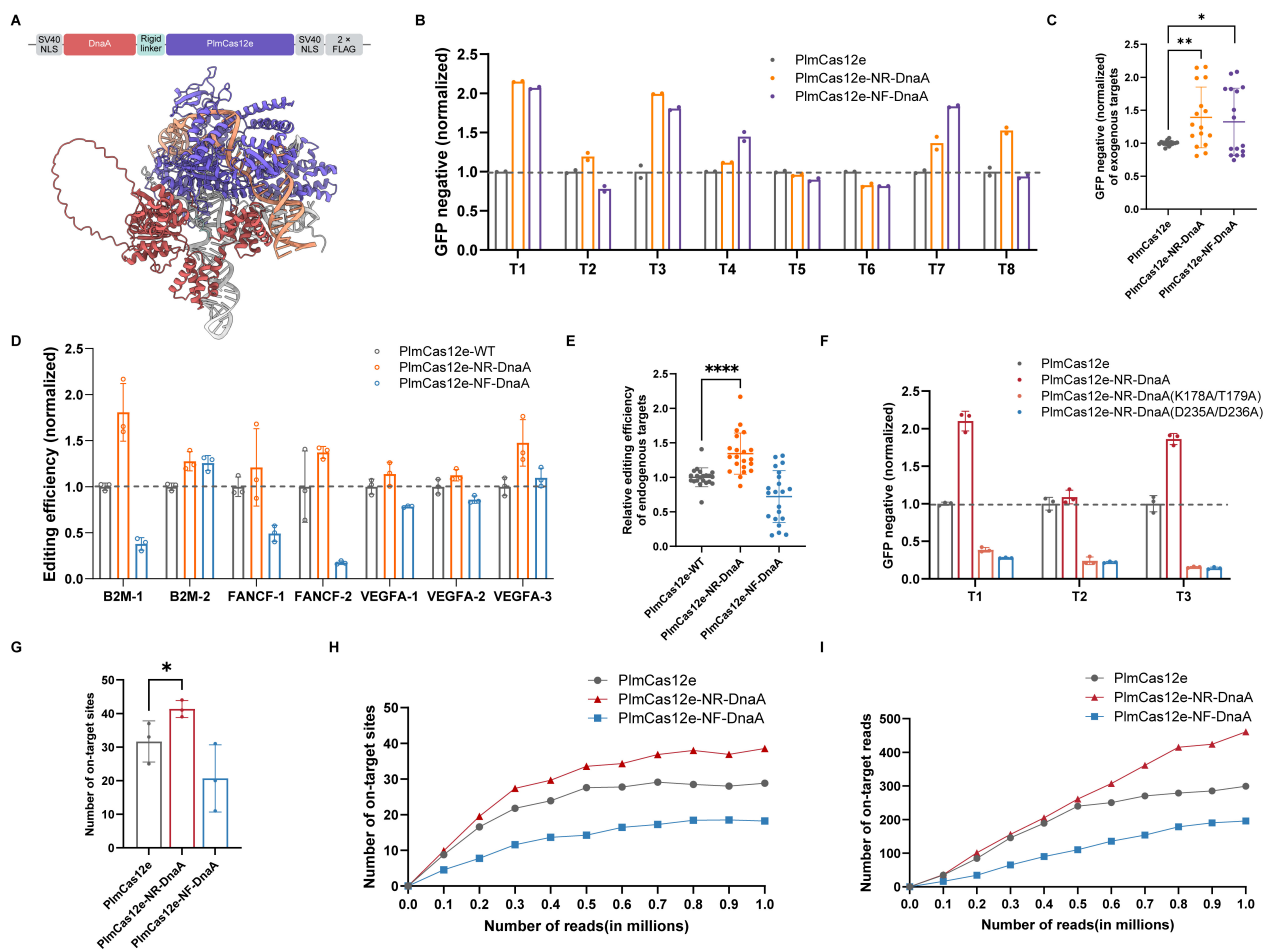 A
SV40
NLS
DnaA
Rigid
linker
PlmCas12e
SV40
NLS
2 ×
FLAG
B
GFP negative (normalized)
2.5
2.0
1.5
1.0
0.5
0.0
PlmCas12e
PlmCas12e-NR-DnaA
PlmCas12e-NF-DnaA
T1 T2 T3 T4 T5 T6 T7 T8
C
GFP negative (normalized)
of exogenous targets
2.5
2.0
1.5
1.0
0.5
0.0
**
*
PlmCas12e
PlmCas12e-NR-DnaA
PlmCas12e-NF-DnaA
D
Editing efficiency (normalized)
2.5
2.0
1.5
1.0
0.5
0.0
PlmCas12e-WT
PlmCas12e-NR-DnaA
PlmCas12e-NF-DnaA
B2M-1 B2M-2 FANCF-1 FANCF-2 VEGFA-1 VEGFA-2 VEGFA-3
E
Relative editing efficiency
of endogenous targets
2.5
2.0
1.5
1.0
0.5
0.0
****
PlmCas12e-WT
PlmCas12e-NR-DnaA
PlmCas12e-NF-DnaA
F
GFP negative (normalized)
2.5
2.0
1.5
1.0
0.5
0.0
PlmCas12e
PlmCas12e-NR-DnaA
PlmCas12e-NR-DnaA(K178A/T179A)
PlmCas12e-NR-DnaA(D235A/D236A)
T1 T2 T3
G
Number of on-target sites
50
40
30
20
10
0
*
PlmCas12e
PlmCas12e-NR-DnaA
PlmCas12e-NF-DnaA
H
Number of on-target sites
50
40
30
20
10
0
PlmCas12e
PlmCas12e-NR-DnaA
PlmCas12e-NF-DnaA
0.0 0.1 0.2 0.3 0.4 0.5 0.6 0.7 0.8 0.9 1.0
Number of reads(in millions)
I
Number of on-target reads
500
400
300
200
100
0
PlmCas12e
PlmCas12e-NR-DnaA
PlmCas12e-NF-DnaA
0.0 0.1 0.2 0.3 0.4 0.5 0.6 0.7 0.8 0.9 1.0
Number of reads(in millions)